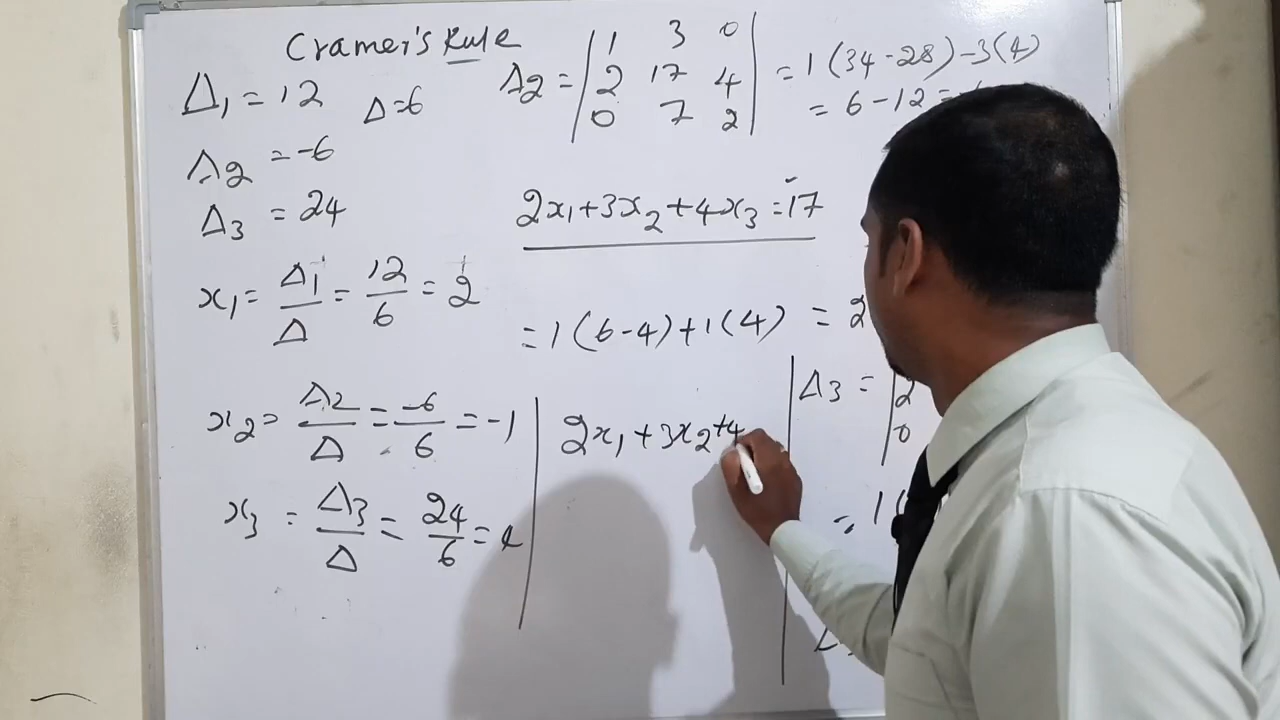 Cramer's Rule
Δ1 = 12 Δ=6
Δ2 = -6
Δ3 = 24
x1 = Δ1/Δ = 12/6 = 2
x2 = Δ2/Δ = -6/6 = -1
x3 = Δ3/Δ = 24/6 = 4
Δ2 = | 1 3 0 | = 1(34-28)-3(4)
| 2 17 4 | = 6-12=
| 0 7 2 |
2x1+3x2+4x3=17
=1(6-4)+1(4) = 2
2x1+3x2+4
Δ3 = | 2
0
= 1(